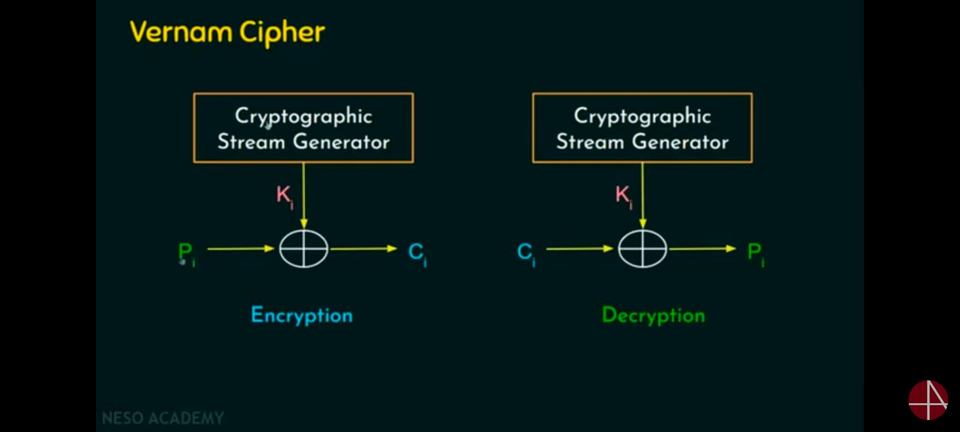 Vernam Cipher
Cryptographic
Stream Generator
Cryptographic
Stream Generator
Ki
Ki
Pi
Ci
Ci
Pi
Encryption
Decryption
NESO ACADEMY